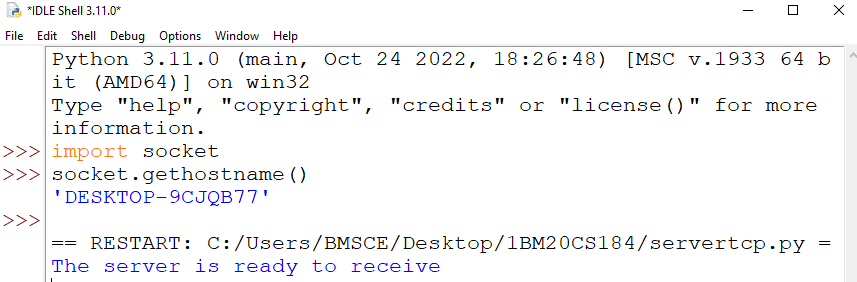 *IDLE Shell 3.11.0*
File Edit Shell Debug Options Window Help
Python 3.11.0 (main, Oct 24 2022, 18:26:48) [MSC v.1933 64 b
it (AMD64)] on win32
Type "help", "copyright", "credits" or "license()" for more
information.
>>> import socket
>>> socket.gethostname()
'DESKTOP-9CJQB77'
>>>
== RESTART: C:/Users/BMSCE/Desktop/1BM20CS184/servertcp.py =
The server is ready to receive